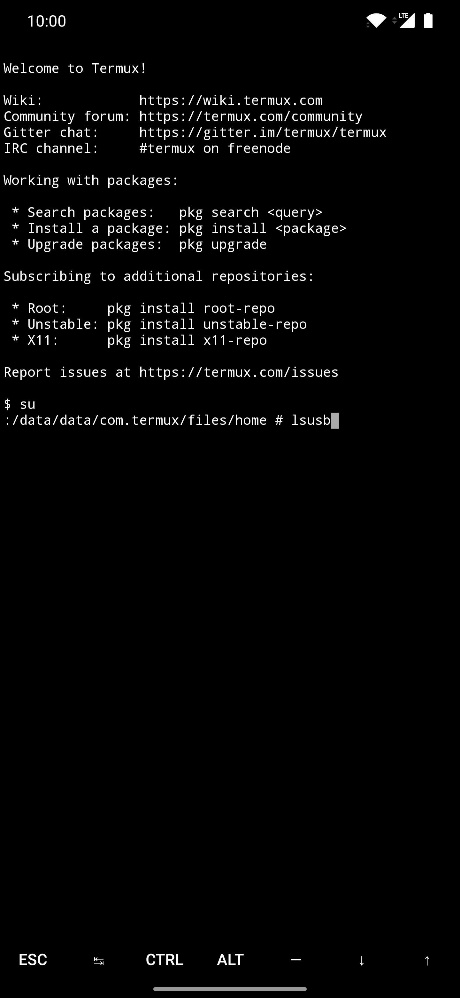 10:00
LTE
Welcome to Termux!
Wiki:            https://wiki.termux.com
Community forum: https://termux.com/community
Gitter chat:     https://gitter.im/termux/termux
IRC channel:     #termux on freenode
Working with packages:
 * Search packages:   pkg search <query>
 * Install a package: pkg install <package>
 * Upgrade packages:  pkg upgrade
Subscribing to additional repositories:
 * Root:     pkg install root-repo
 * Unstable: pkg install unstable-repo
 * X11:      pkg install x11-repo
Report issues at https://termux.com/issues
$ su
:/data/data/com.termux/files/home # lsusb
ESC ↹ CTRL ALT — ↓ ↑